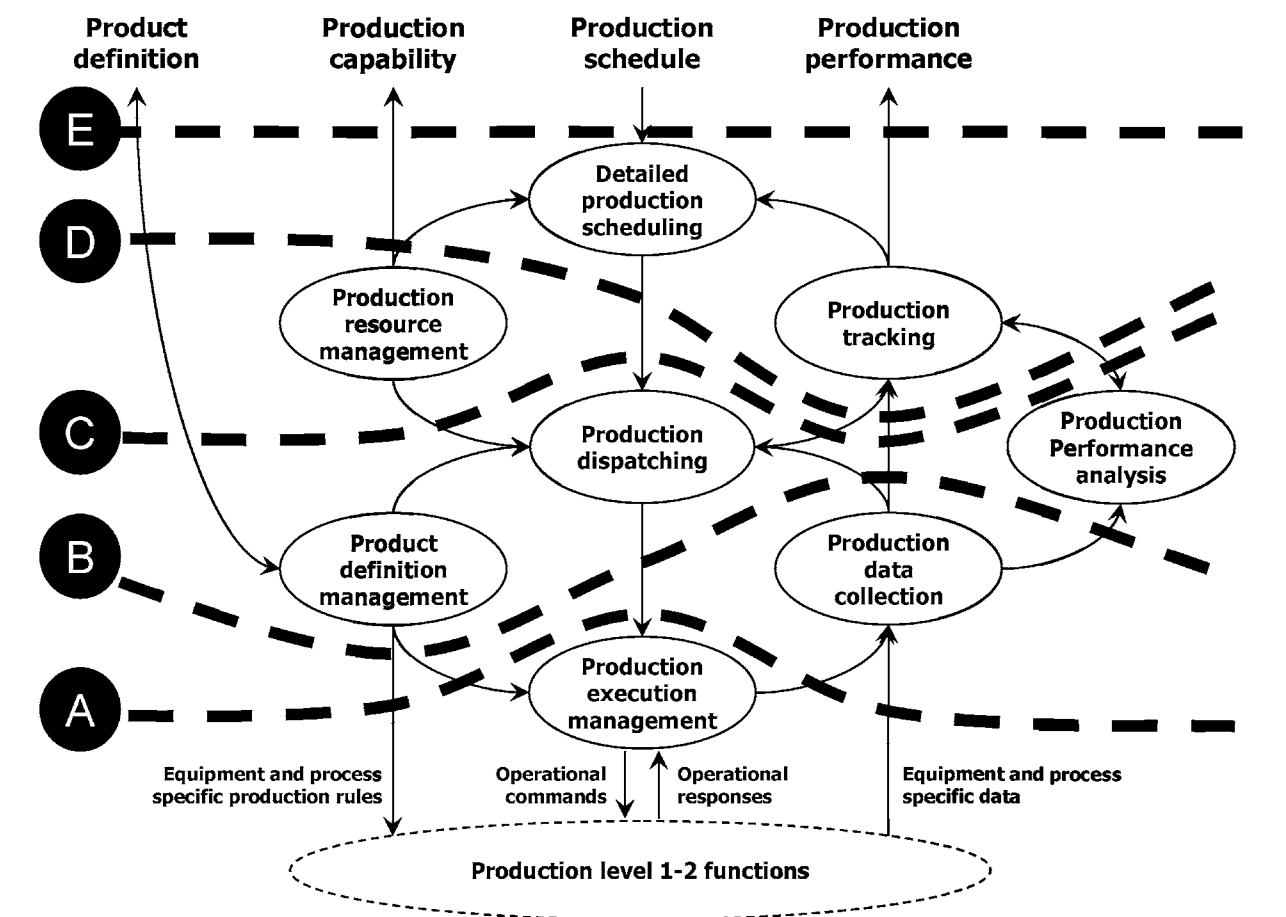 Product
definition
Production
capability
Production
schedule
Production
performance
E
Detailed
production
scheduling
D
Production
resource
management
Production
tracking
C
Production
dispatching
Production
Performance
analysis
B
Product
definition
management
Production
data
collection
A
Production
execution
management
Equipment and process
specific production rules
Operational
commands
Operational
responses
Equipment and process
specific data
Production level 1-2 functions